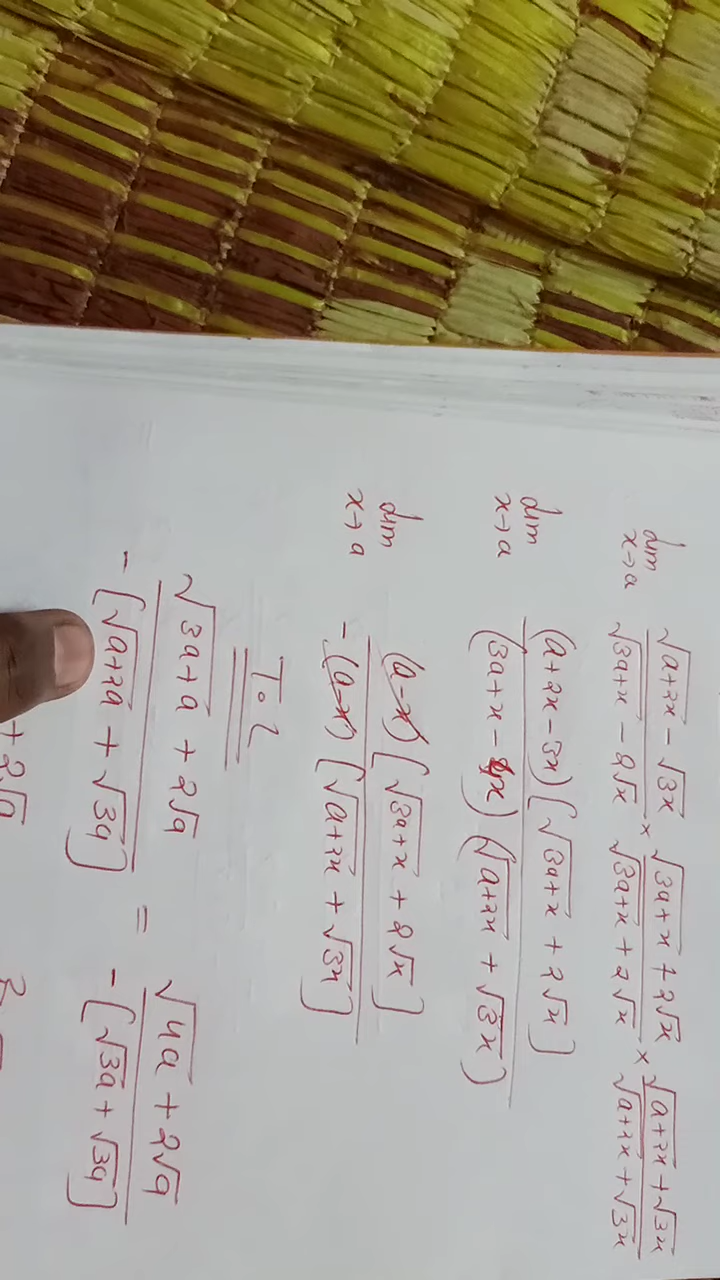 lim x→a (√(a+2x) - √3x)/(√(3a+x) - 2√x) × (√(3a+x) + 2√x)/(√(3a+x) + 2√x) × (√(a+2x) + √3x)/(√(a+2x) + √3x)
lim x→a (a+2x-3x)[√(3a+x) + 2√x]/(3a+x-4x)(√(a+2x) + √3x)
lim x→a (a-x)[√(3a+x) + 2√x]/-(a-x)[√(a+2x) + √3x]
T.L
(√(3a+a) + 2√a)/-[√(a+2a) + √3a] = (√4a + 2√a)/-[√3a + √3a]
+ 2√a